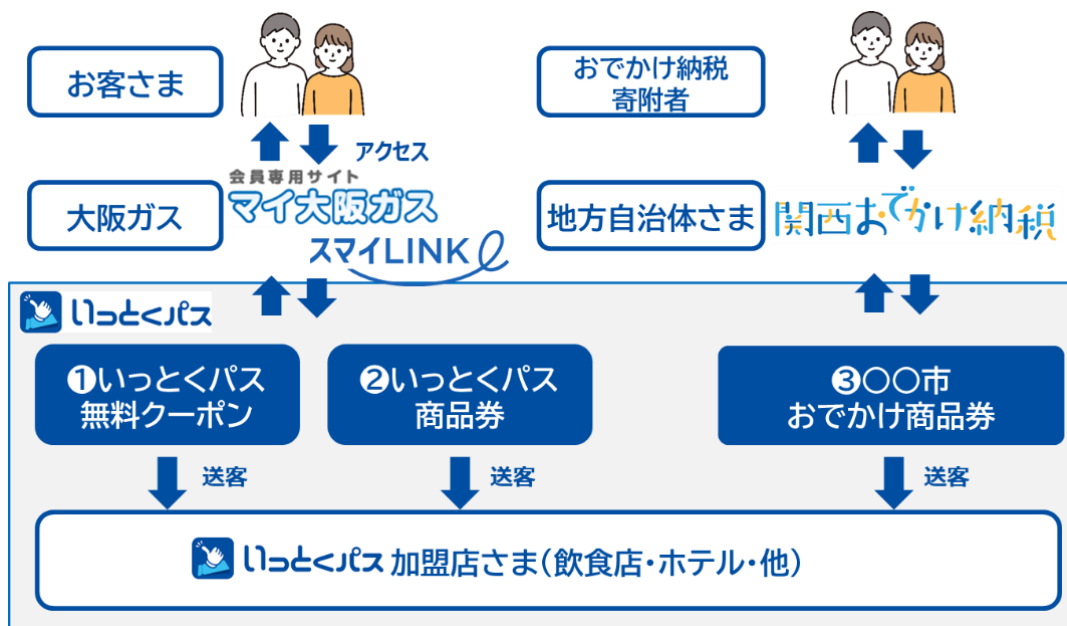 お客さま
おでかけ納税
寄附者
アクセス
大阪ガス
会員専用サイト
マイ大阪ガス
スマイLINK
地方自治体さま
関西おでかけ納税
いっとくパス
❶いっとくパス
無料クーポン
❷いっとくパス
商品券
❸○○市
おでかけ商品券
送客
送客
送客
いっとくパス 加盟店さま(飲食店・ホテル・他)